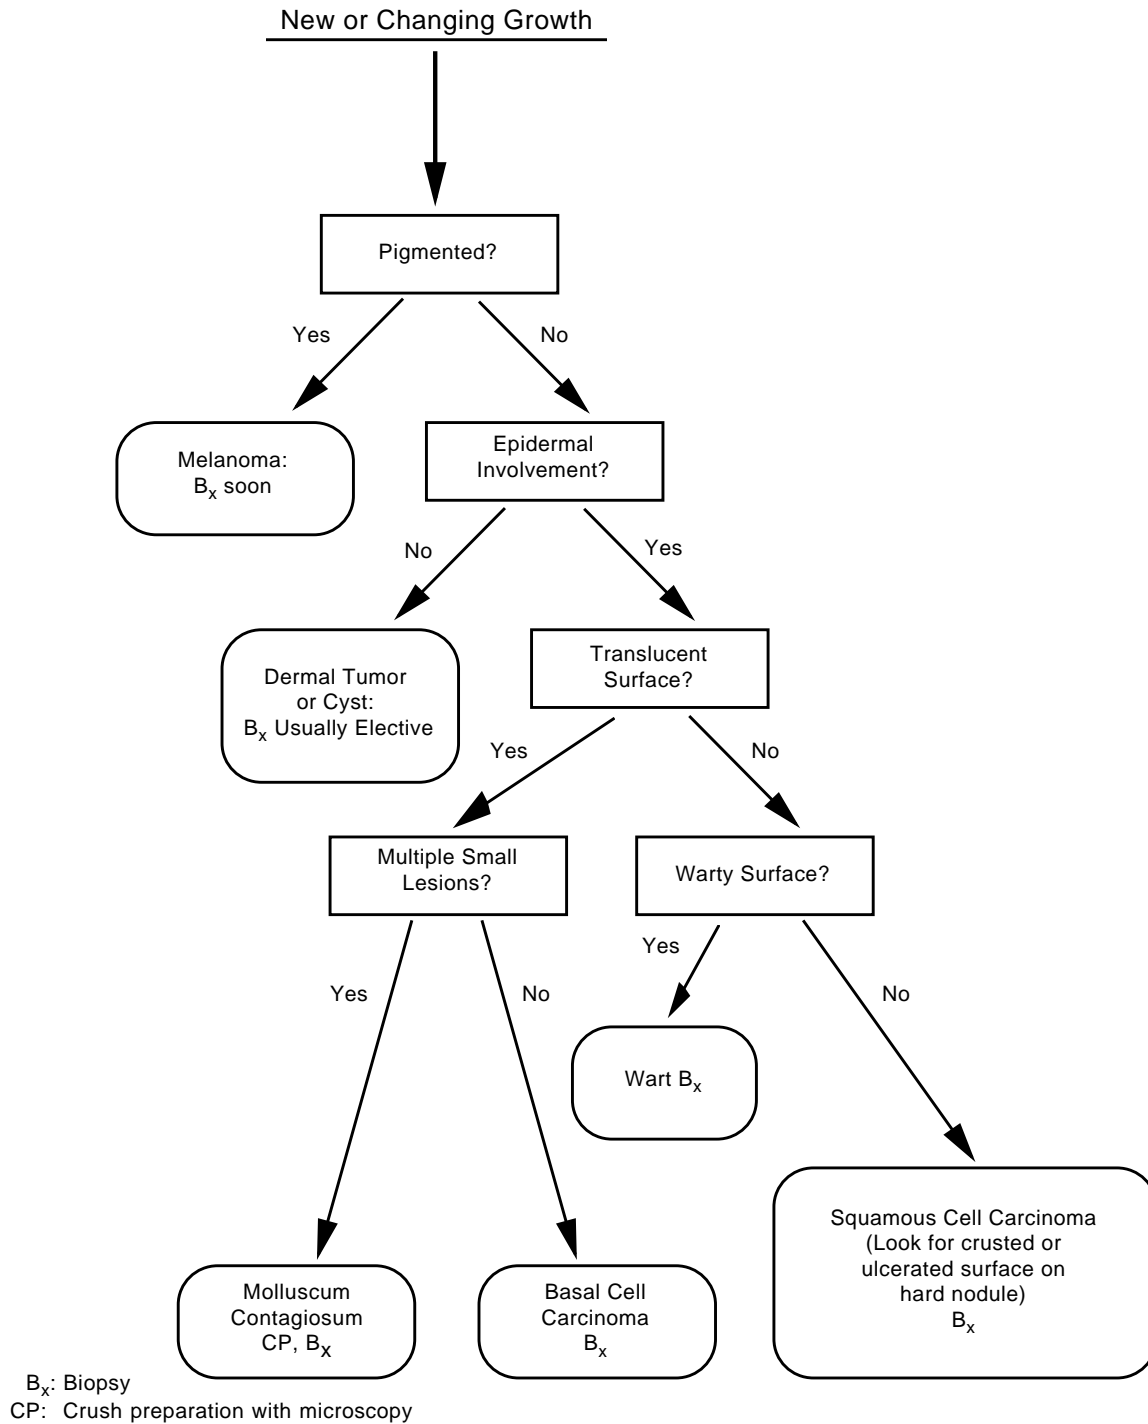 New or Changing Growth
Pigmented?
Yes
No
Melanoma:
Bx soon
Epidermal
Involvement?
No
Yes
Dermal Tumor
or Cyst:
Bx Usually Elective
Translucent
Surface?
Yes
No
Multiple Small
Lesions?
Warty Surface?
Yes
No
Yes
No
Wart Bx
Molluscum
Contagiosum
CP, Bx
Basal Cell
Carcinoma
Bx
Squamous Cell Carcinoma
(Look for crusted or
ulcerated surface on
hard nodule)
Bx
Bx: Biopsy
CP: Crush preparation with microscopy